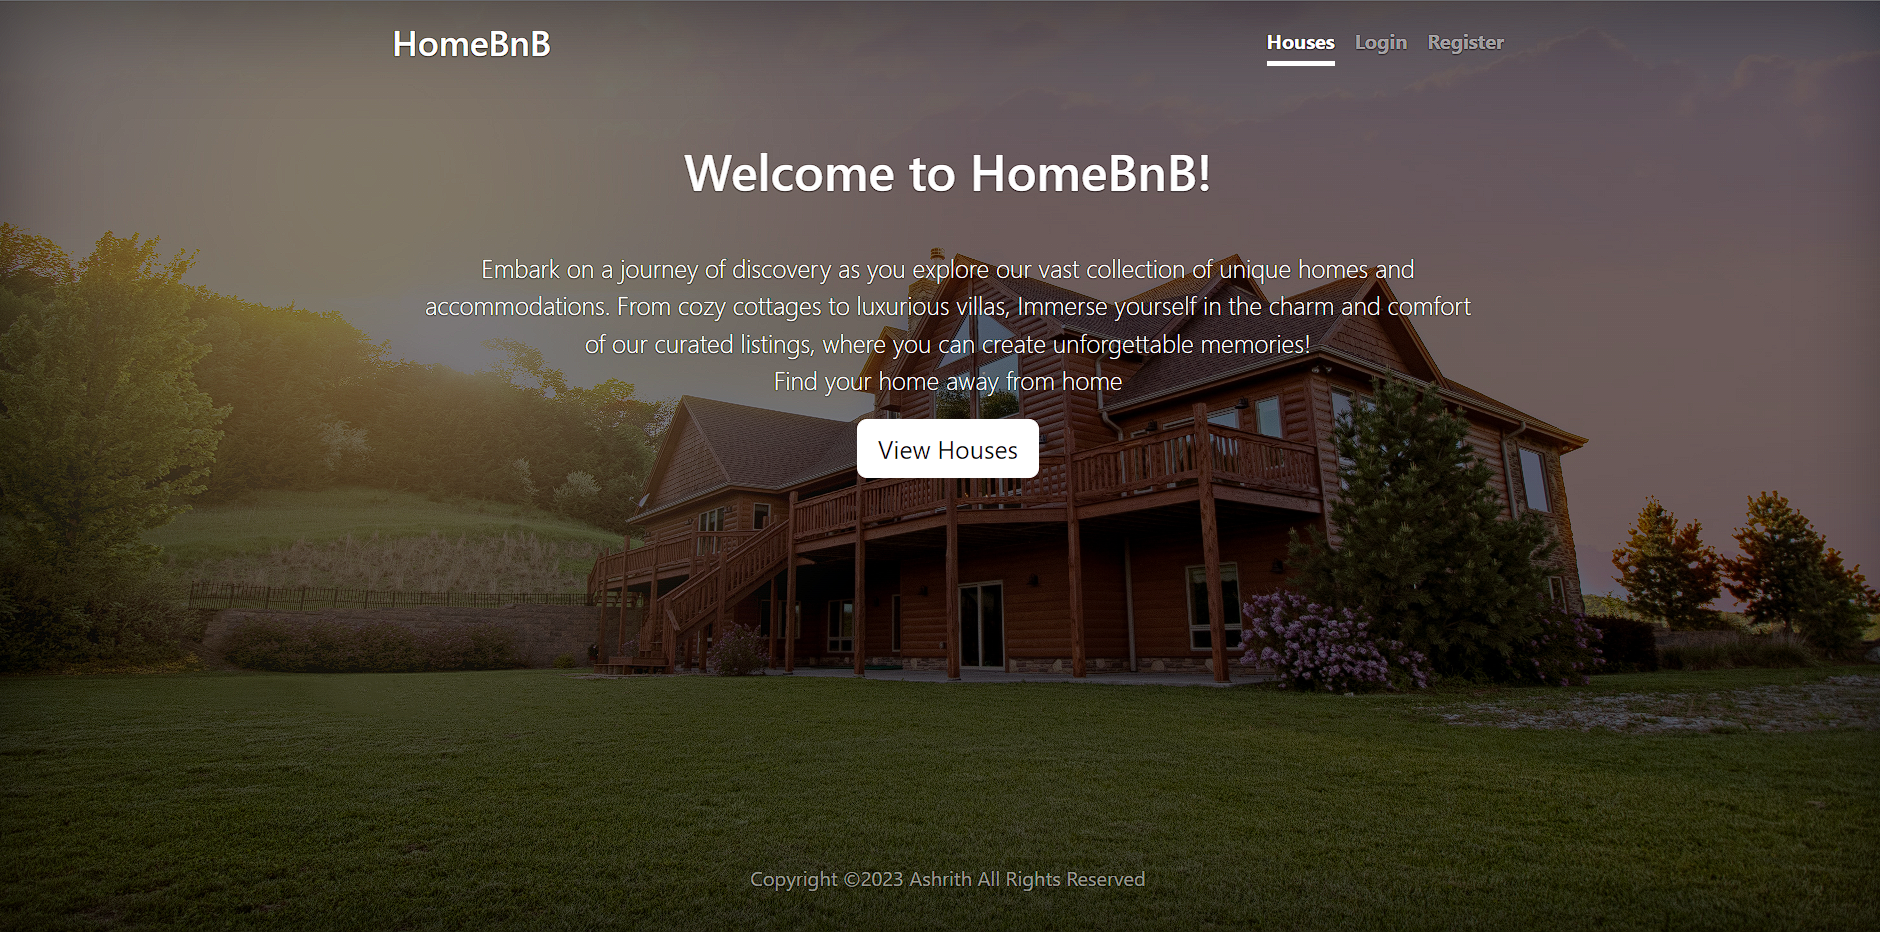 HomeBnB
Houses Login Register
Welcome to HomeBnB!
Embark on a journey of discovery as you explore our vast collection of unique homes and
accommodations. From cozy cottages to luxurious villas, Immerse yourself in the charm and comfort
of our curated listings, where you can create unforgettable memories!
Find your home away from home
View Houses
Copyright ©2023 Ashrith All Rights Reserved